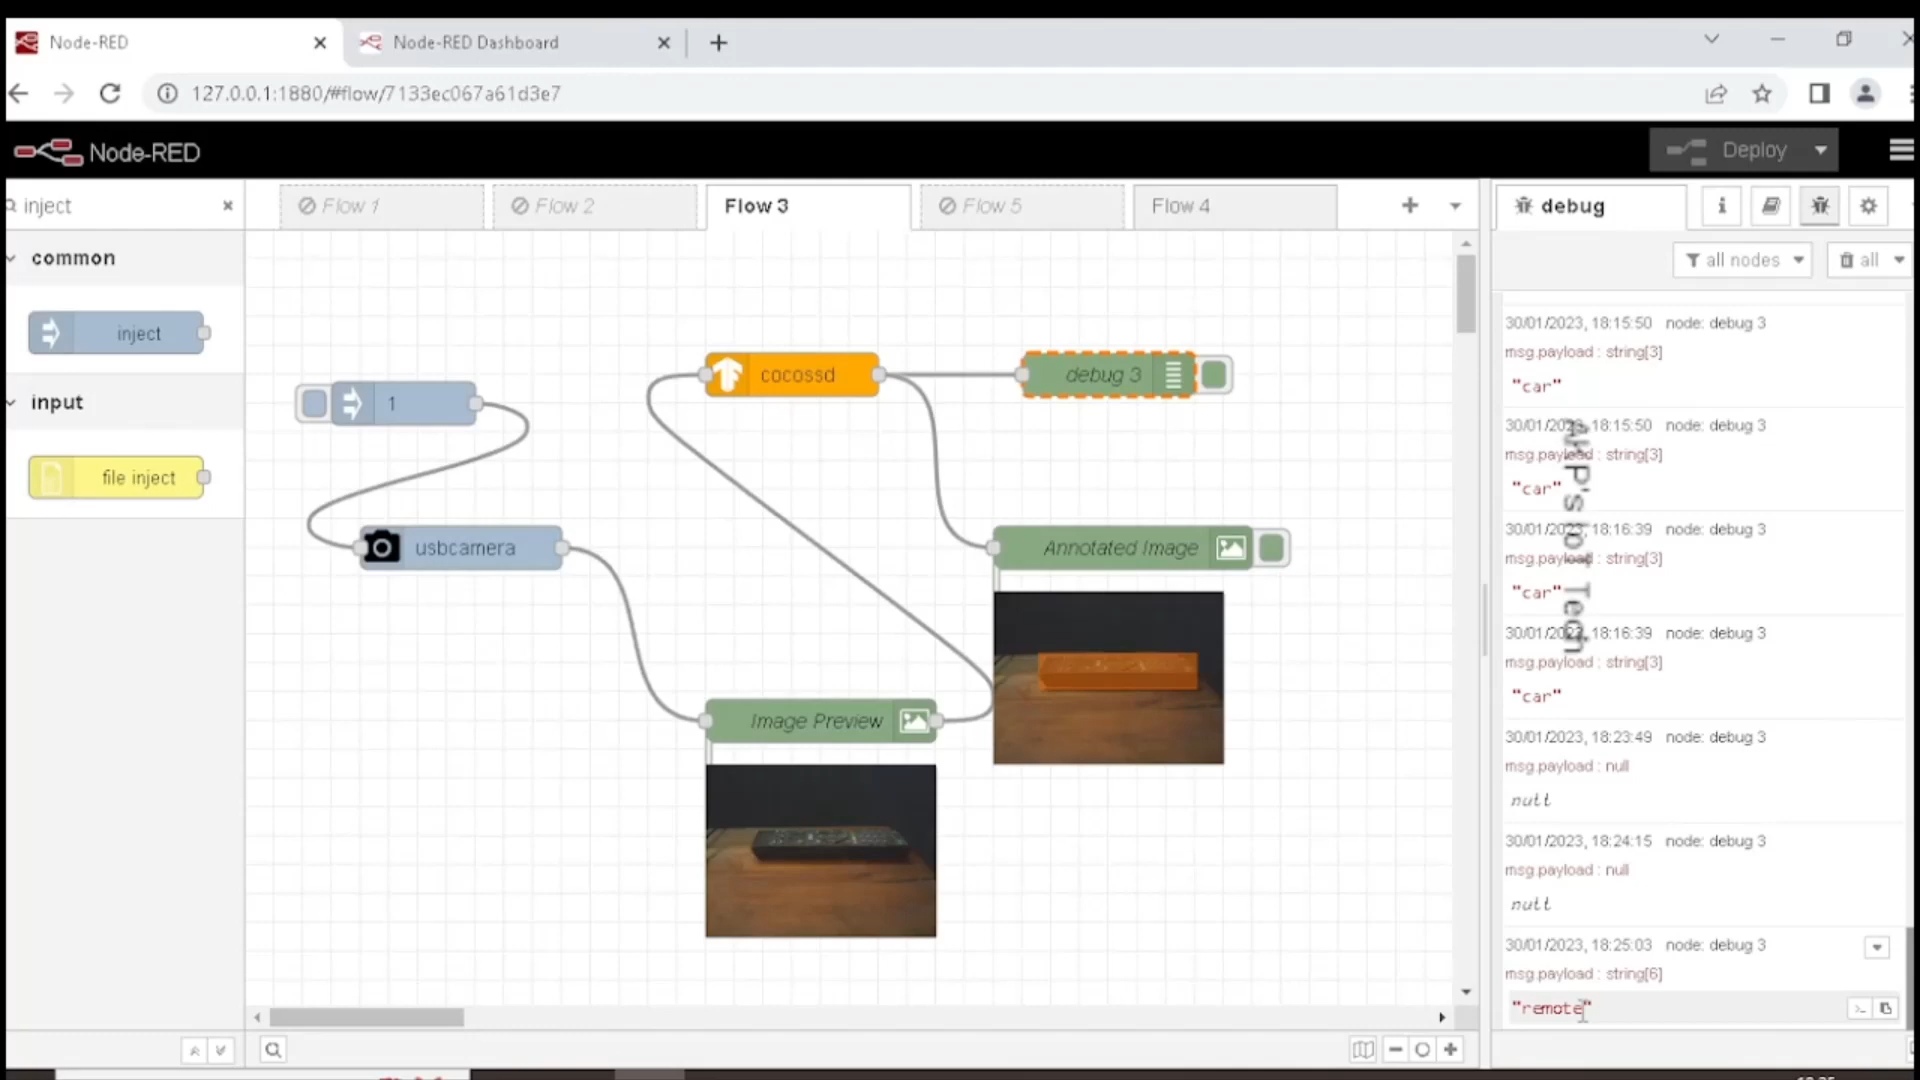 Node-RED
Node-RED Dashboard
127.0.0.1:1880/#flow/7133ec067a61d3e7
Node-RED
Deploy
inject
Flow 1
Flow 2
Flow 3
Flow 5
Flow 4
debug
i
common
all nodes
all
inject
input
file inject
1
usbcamera
cocossd
debug 3
Annotated Image
Image Preview
30/01/2023, 18:15:50 node: debug 3
msg.payload : string[3]
"car"
30/01/2023, 18:15:50 node: debug 3
msg.payload : string[3]
"car"
30/01/2023, 18:16:39 node: debug 3
msg.payload : string[3]
"car"
30/01/2023, 18:16:39 node: debug 3
msg.payload : string[3]
"car"
30/01/2023, 18:23:49 node: debug 3
msg.payload : null
null
30/01/2023, 18:24:15 node: debug 3
msg.payload : null
null
30/01/2023, 18:25:03 node: debug 3
msg.payload : string[6]
"remote"
AKP's IoT Tech